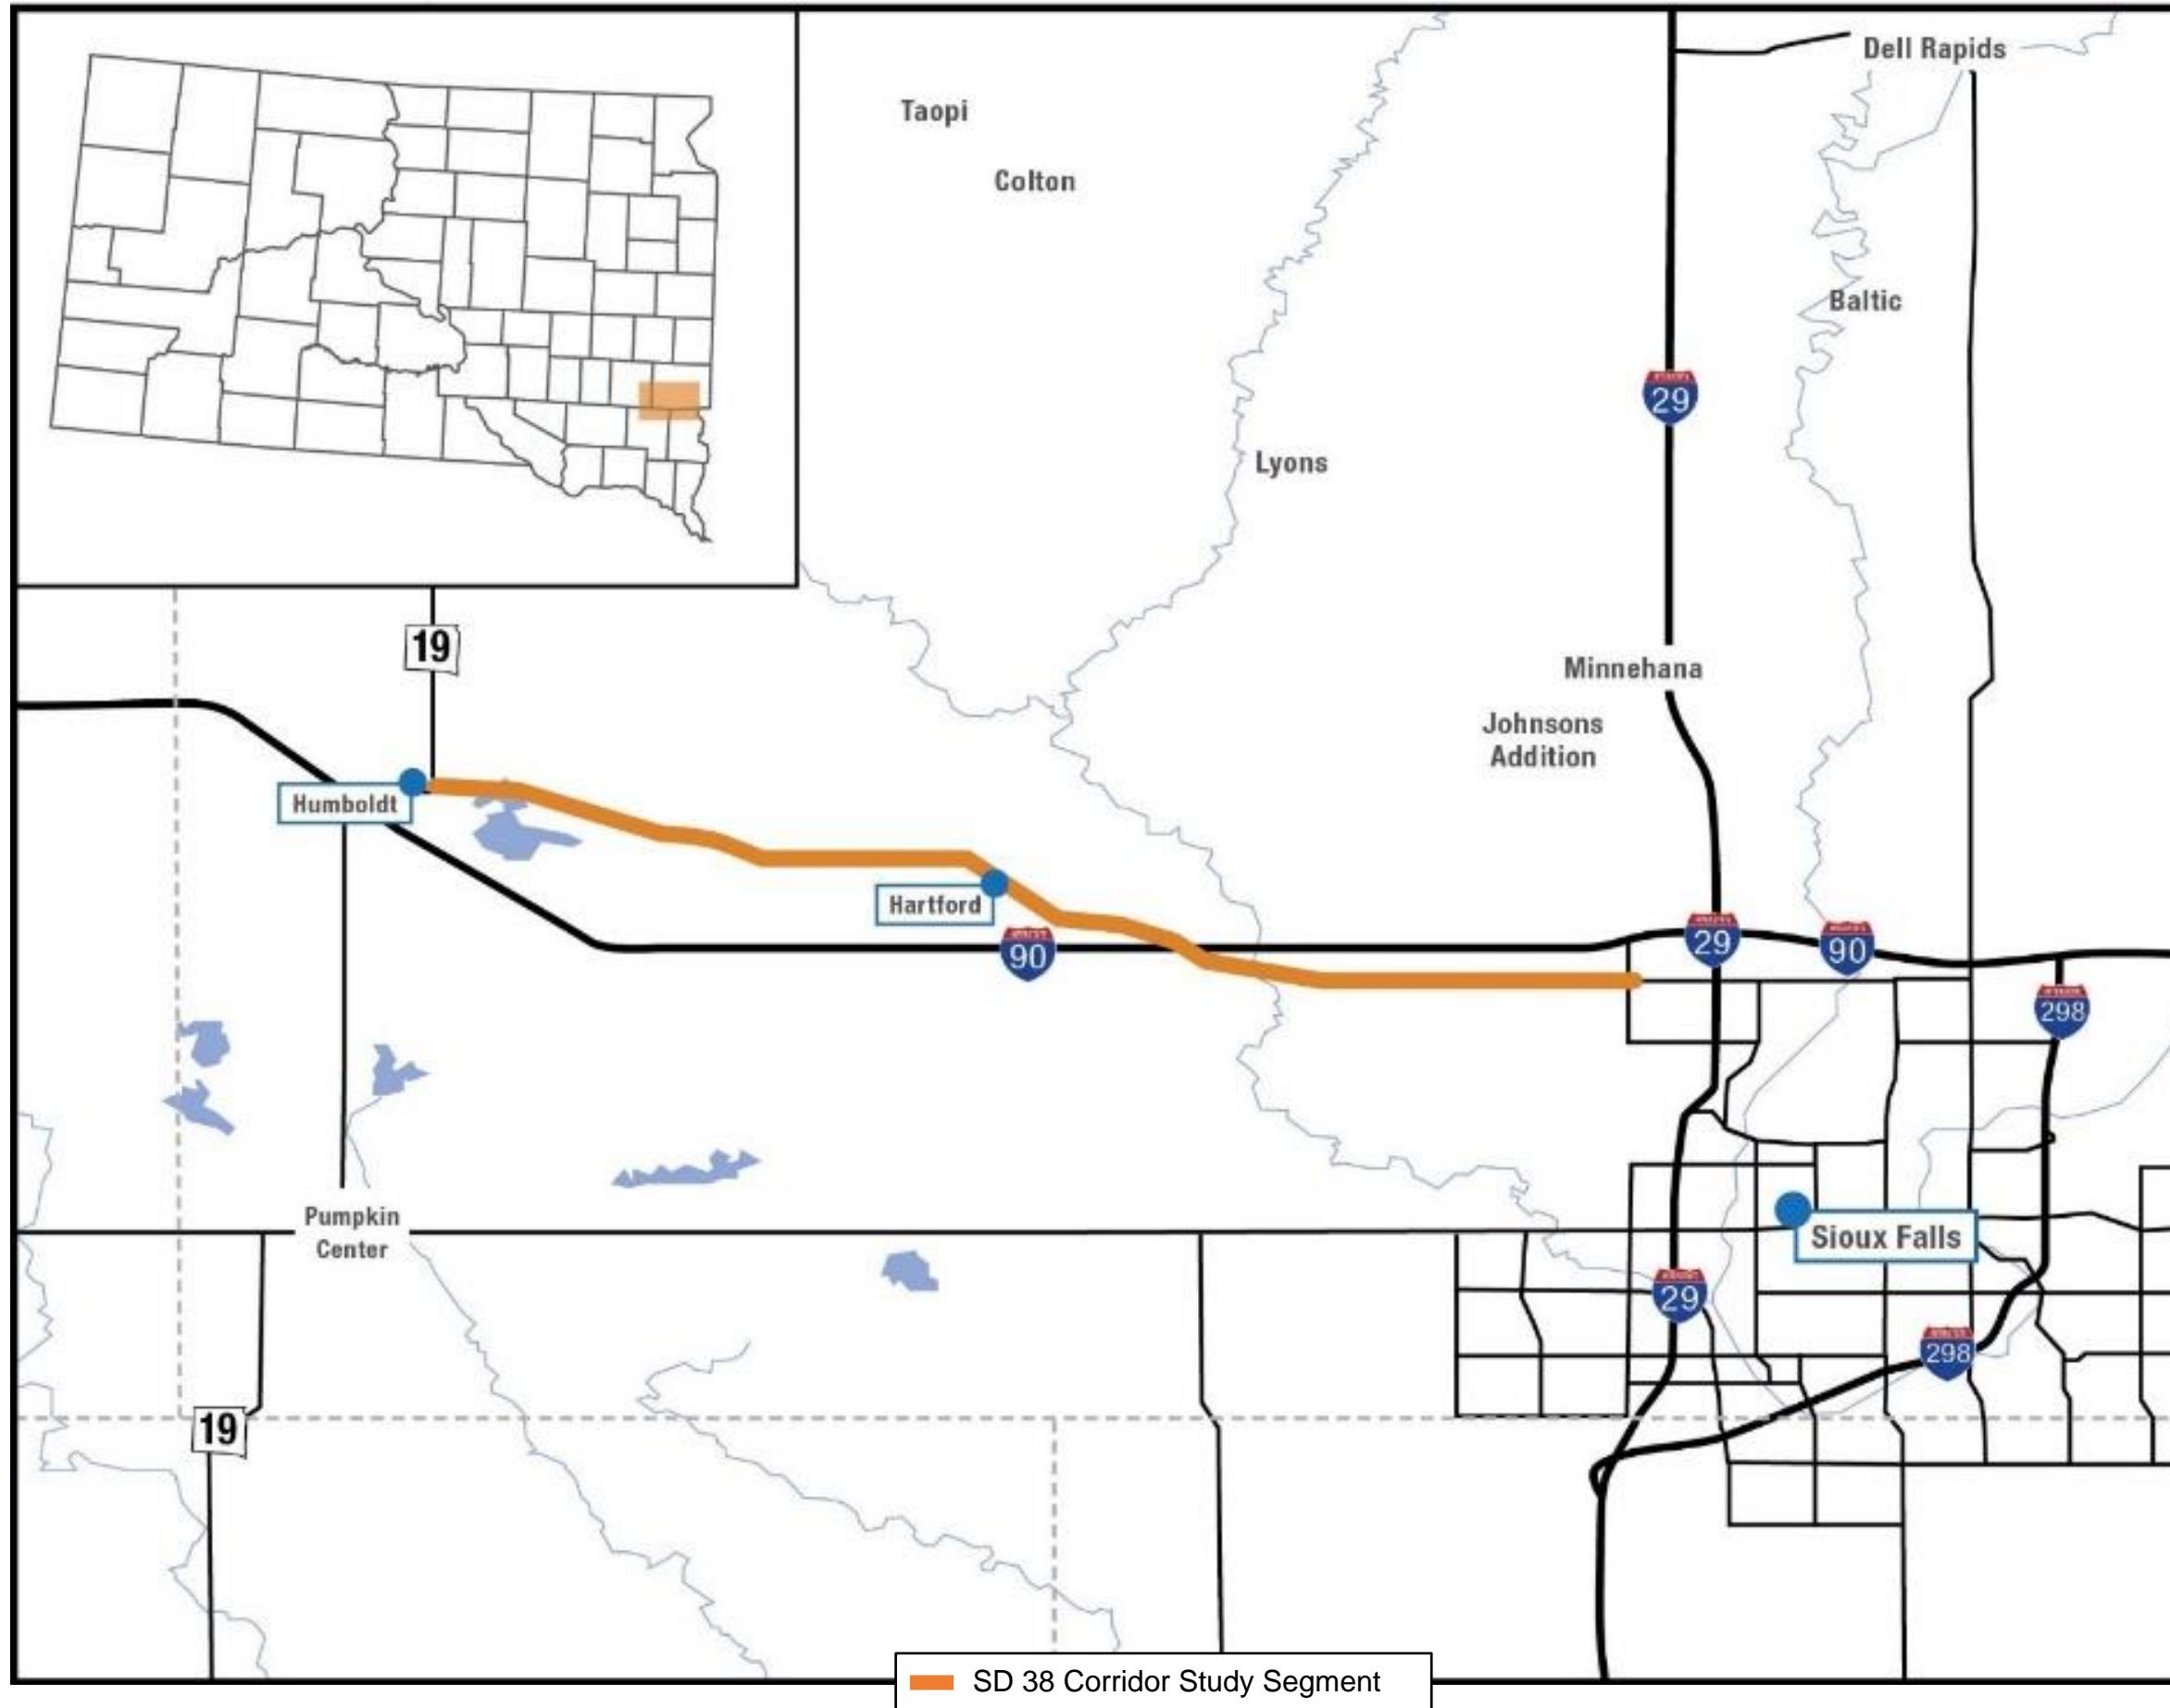 Dell Rapids
Taopi
Colton
Baltic
29
Lyons
19
Minnehana
Johnsons
Addition
Humboldt
Hartford
90
29
90
298
Pumpkin
Center
Sioux Falls
29
298
19
SD 38 Corridor Study Segment